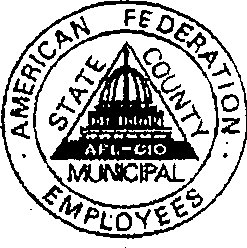 AMERICAN FEDERATION
STATE COUNTY
AFL-CIO
MUNICIPAL
EMPLOYEES